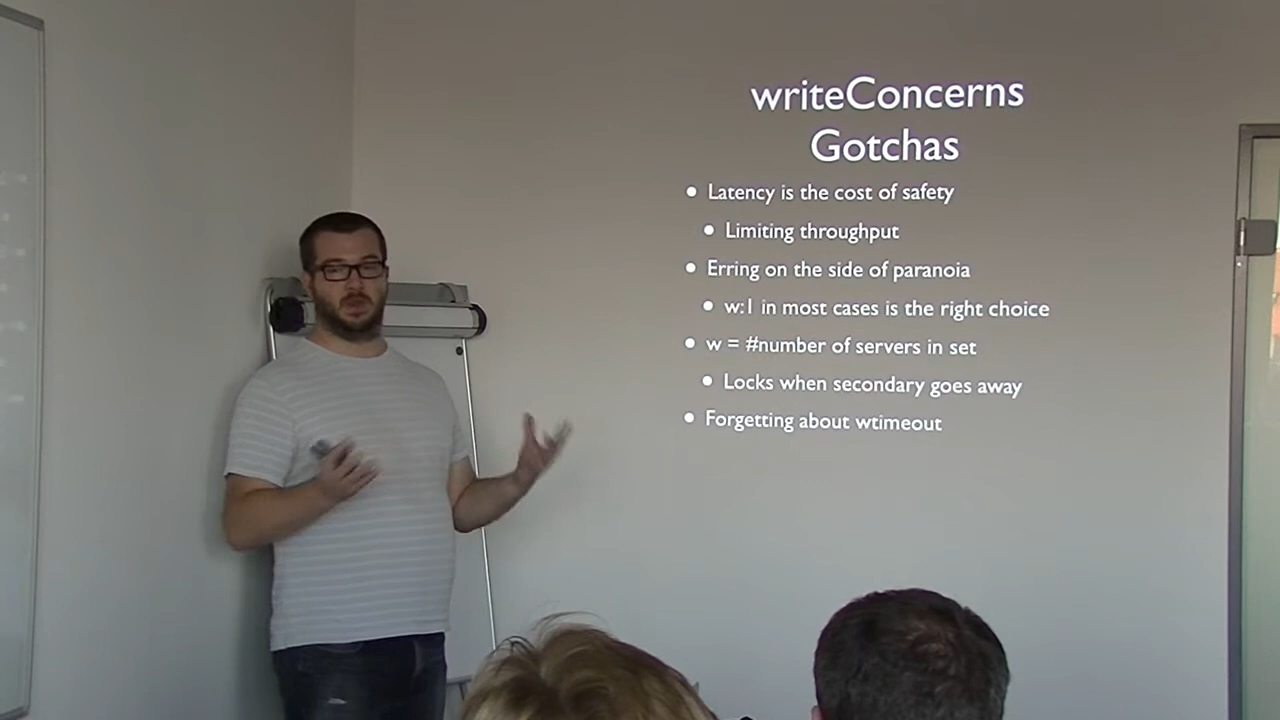 writeConcerns
Gotchas
• Latency is the cost of safety
• Limiting throughput
• Erring on the side of paranoia
• w:1 in most cases is the right choice
• w = #number of servers in set
• Locks when secondary goes away
• Forgetting about wtimeout